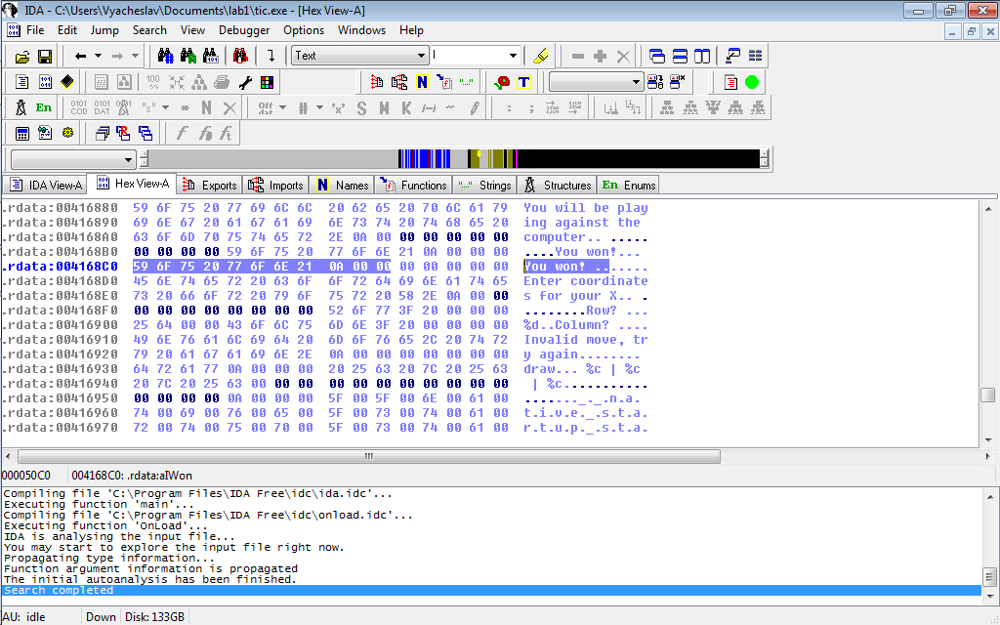 IDA - C:\Users\Vyacheslav\Documents\lab1\tic.exe - [Hex View-A]
File Edit Jump Search View Debugger Options Windows Help
Text
En
IDA View-A Hex View-A Exports Imports N Names Functions "..." Strings Structures En Enums
.rdata:00416880 59 6F 75 20 77 69 6C 6C 20 62 65 20 70 6C 61 79 You will be play
.rdata:00416890 69 6E 67 20 61 67 61 69 6E 73 74 20 74 68 65 20 ing against the
.rdata:004168A0 63 6F 6D 70 75 74 65 72 2E 0A 00 00 00 00 00 00 computer.. .....
.rdata:004168B0 00 00 00 00 59 6F 75 20 77 6F 6E 21 0A 00 00 00 ....You won!...
.rdata:004168C0 59 6F 75 20 77 6F 6E 21 0A 00 00 00 00 00 00 00 You won! .......
.rdata:004168D0 45 6E 74 65 72 20 63 6F 6F 72 64 69 6E 61 74 65 Enter coordinate
.rdata:004168E0 73 20 66 6F 72 20 79 6F 75 72 20 58 2E 0A 00 00 s for your X.. .
.rdata:004168F0 00 00 00 00 00 00 00 00 52 6F 77 3F 20 00 00 00 ........Row? ...
.rdata:00416900 25 64 00 00 43 6F 6C 75 6D 6E 3F 20 00 00 00 00 %d..Column? ....
.rdata:00416910 49 6E 76 61 6C 69 64 20 6D 6F 76 65 2C 20 74 72 Invalid move, tr
.rdata:00416920 79 20 61 67 61 69 6E 2E 0A 00 00 00 00 00 00 00 y again........
.rdata:00416930 64 72 61 77 0A 00 00 00 20 25 63 20 7C 20 25 63 draw... %c | %c
.rdata:00416940 20 7C 20 25 63 00 00 00 00 00 00 00 00 00 00 00 | %c...........
.rdata:00416950 00 00 00 00 0A 00 00 00 5F 00 5F 00 6E 00 61 00 ......._._.n.a.
.rdata:00416960 74 00 69 00 76 00 65 00 5F 00 73 00 74 00 61 00 t.i.v.e._.s.t.a.
.rdata:00416970 72 00 74 00 75 00 70 00 5F 00 73 00 74 00 61 00 r.t.u.p._.s.t.a.
000050C0 004168C0: .rdata:aIWon
Compiling file 'C:\Program Files\IDA Free\idc\ida.idc'...
Executing function 'main'...
Compiling file 'C:\Program Files\IDA Free\idc\onload.idc'...
Executing function 'OnLoad'...
IDA is analysing the input file...
You may start to explore the input file right now.
Propagating type information...
Function argument information is propagated
The initial autoanalysis has been finished.
Search completed
AU: idle Down Disk: 133GB